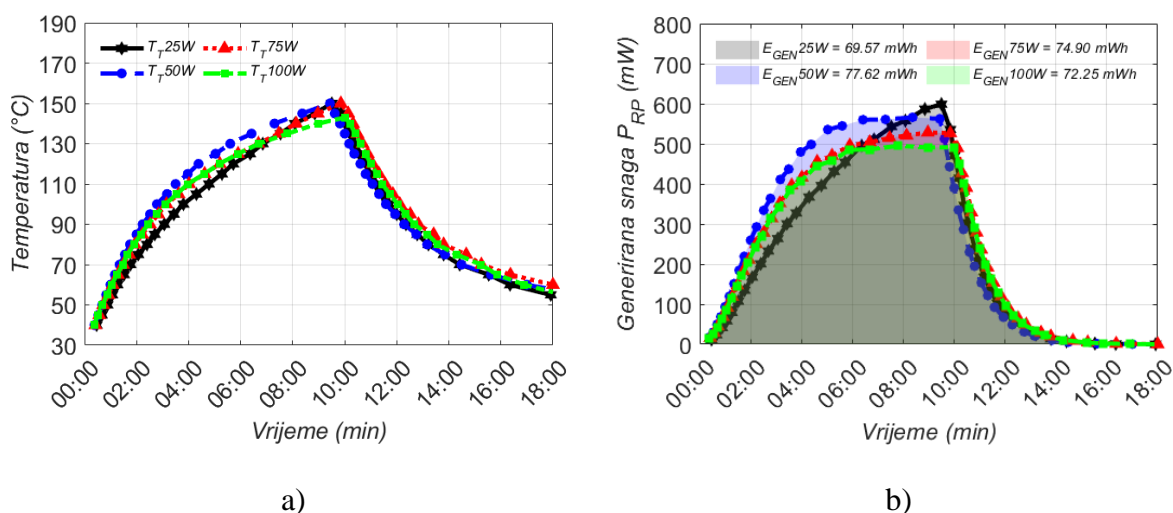 190
170
150
130
110
90
70
50
30
Temperatura (°C)
T_T25W
T_T75W
T_T50W
T_T100W
00:00
02:00
04:00
06:00
08:00
10:00
12:00
14:00
16:00
18:00
Vrijeme (min)
a)
800
700
600
500
400
300
200
100
0
Generirana snaga P_RP (mW)
E_GEN25W = 69.57 mWh
E_GEN75W = 74.90 mWh
E_GEN50W = 77.62 mWh
E_GEN100W = 72.25 mWh
00:00
02:00
04:00
06:00
08:00
10:00
12:00
14:00
16:00
18:00
Vrijeme (min)
b)